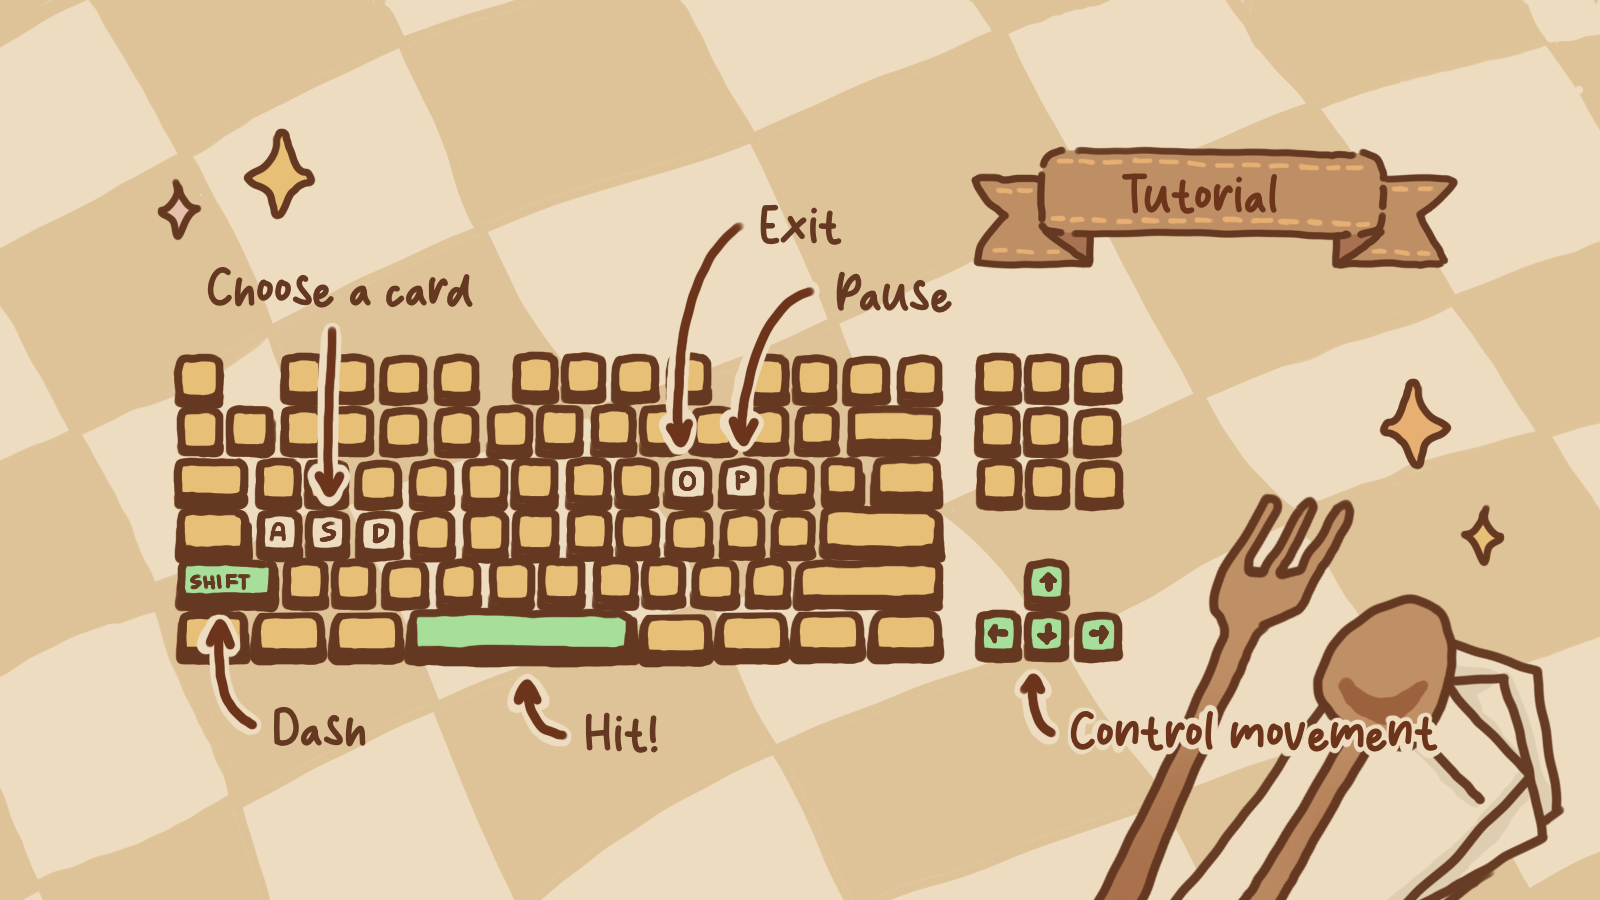 Tutorial
Exit
Pause
Choose a card
O
P
A
S
D
SHIFT
Dash
Hit!
Control movement